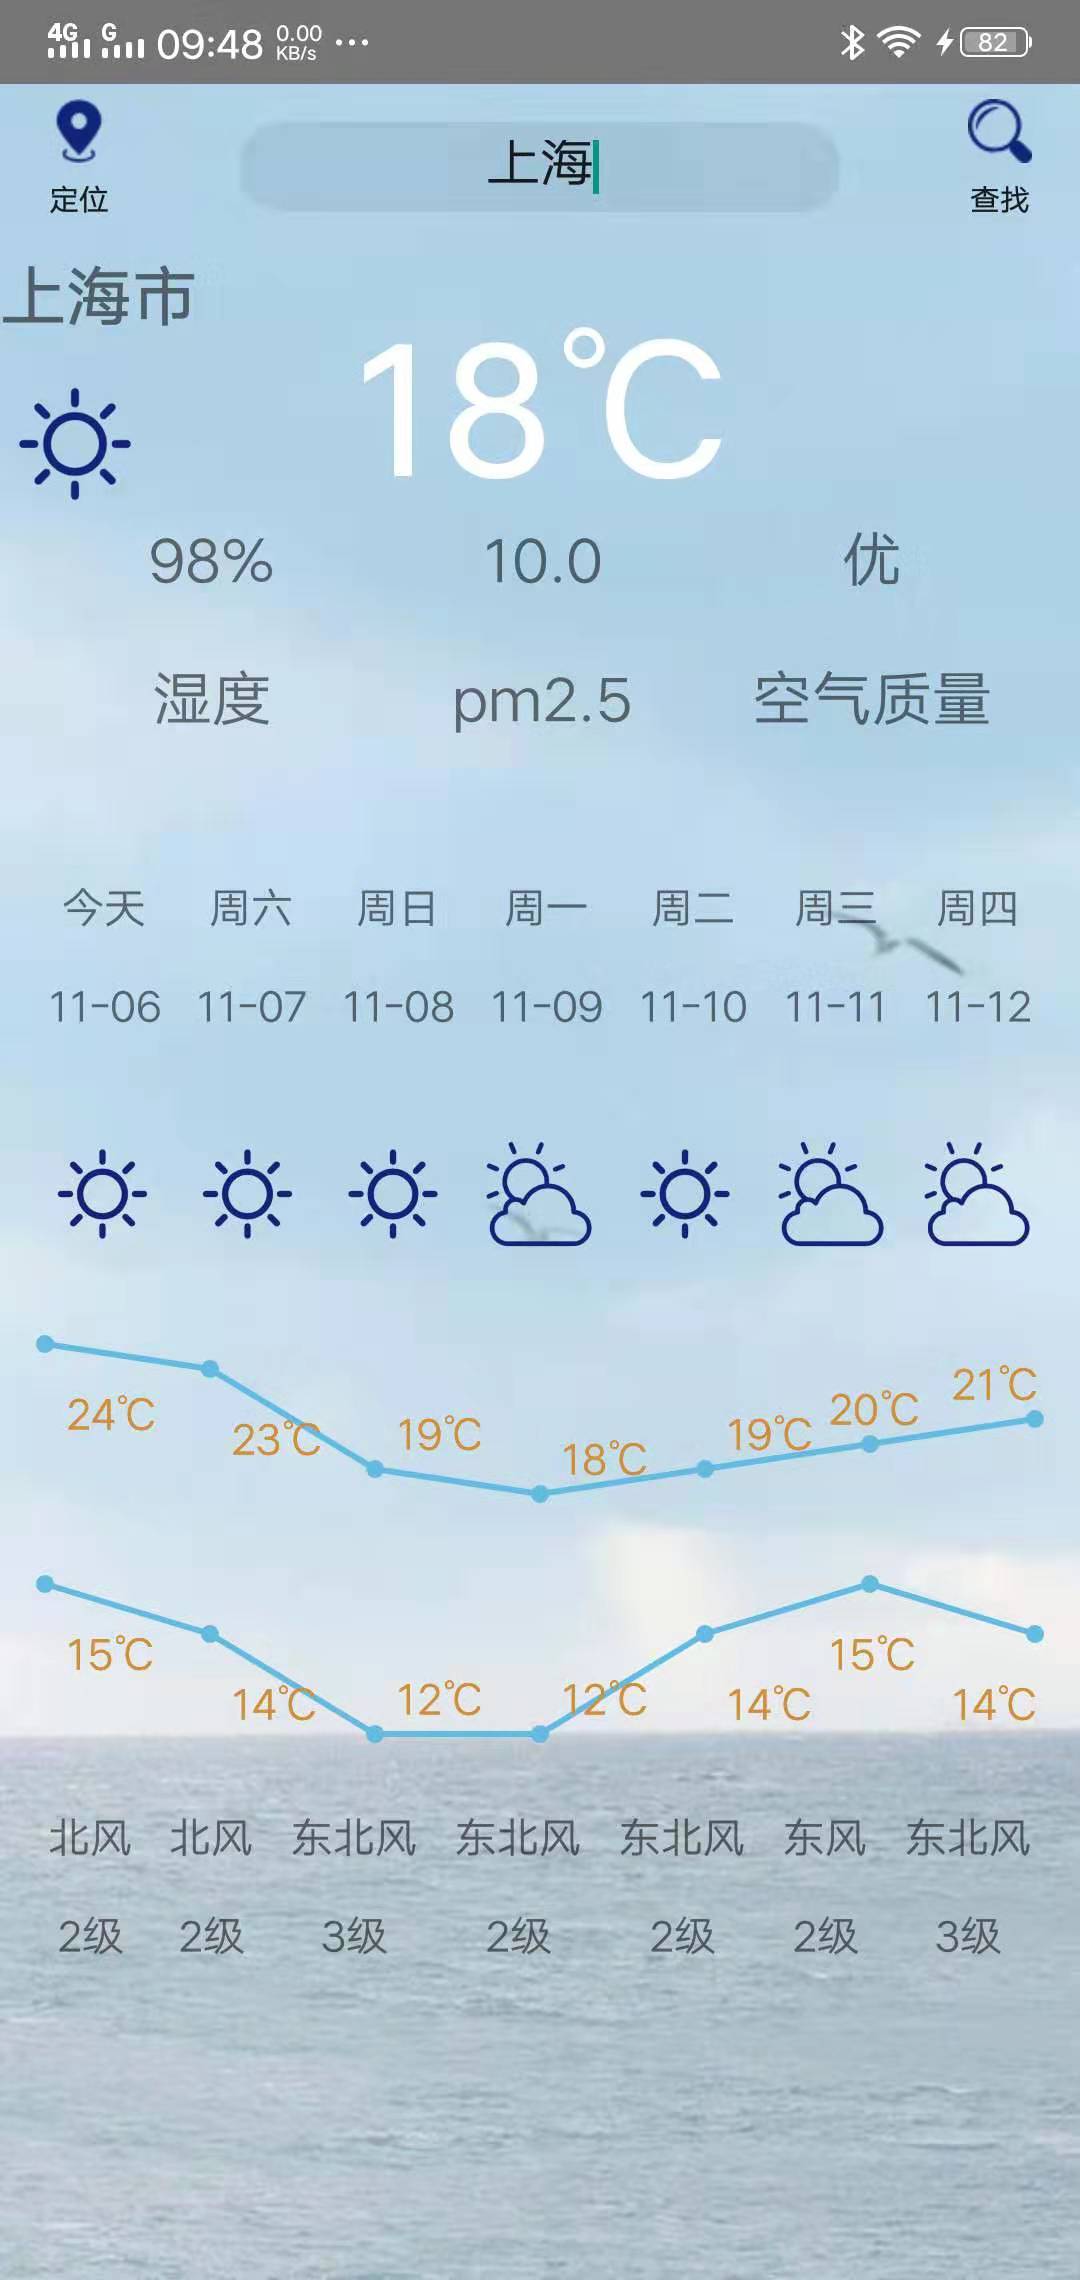 4G G 09:48 0.00 KB/s ... 82
上海
定位 查找
上海市
18℃
98% 10.0 优
湿度 pm2.5 空气质量
今天 周六 周日 周一 周二 周三 周四
11-06 11-07 11-08 11-09 11-10 11-11 11-12
24℃ 23℃ 19℃ 18℃ 19℃ 20℃ 21℃
15℃ 14℃ 12℃ 12℃ 14℃ 15℃ 14℃
北风 北风 东北风 东北风 东北风 东风 东北风
2级 2级 3级 2级 2级 2级 3级